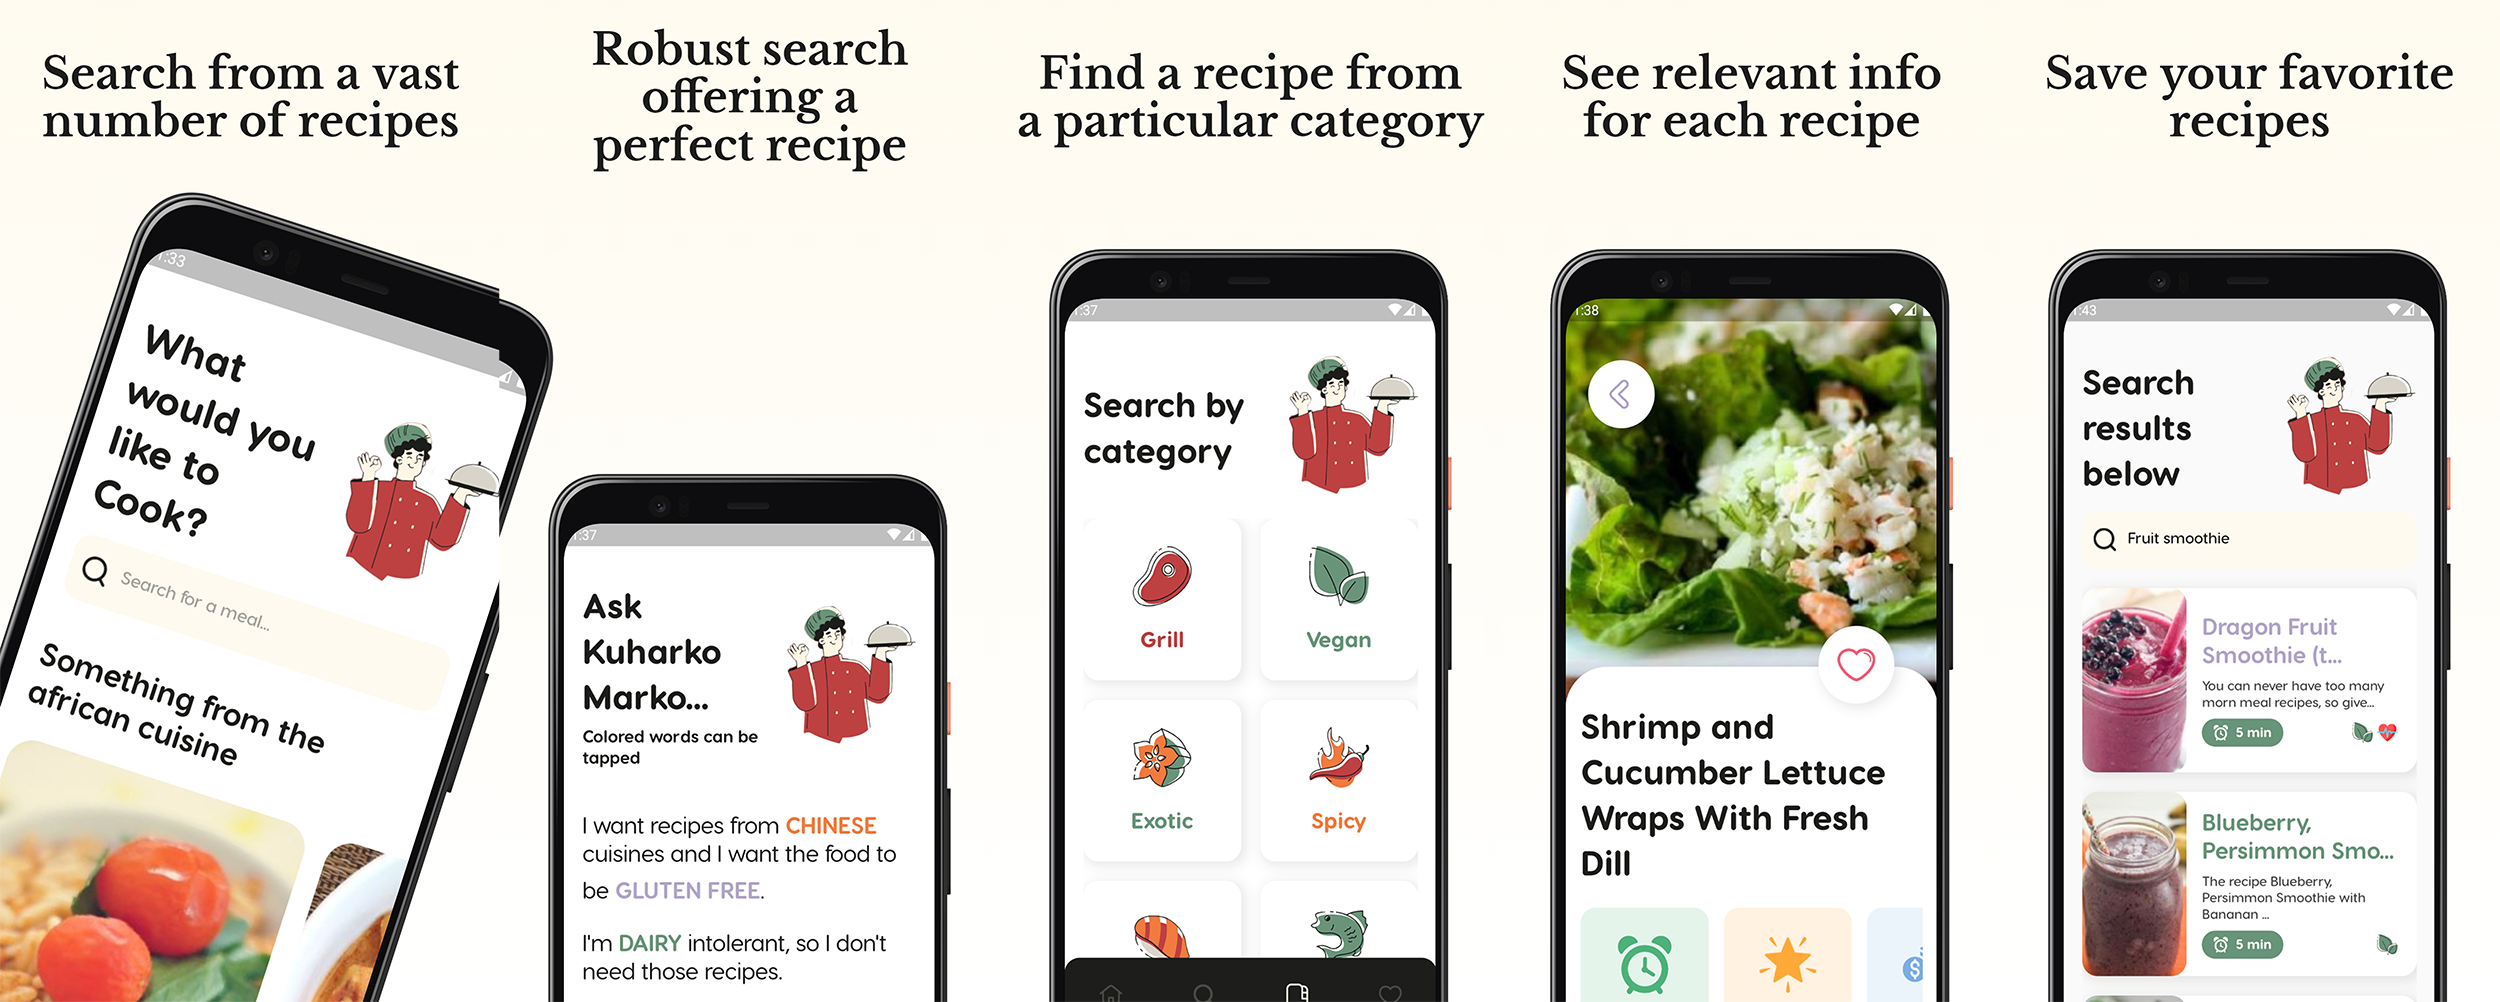 Search from a vast
number of recipes
1:33
What
would you
like to
Cook?
Search for a meal...
Something from the
african cuisine
Robust search
offering a
perfect recipe
1:37
Ask
Kuharko
Marko...
Colored words can be
tapped
I want recipes from CHINESE
cuisines and I want the food to
be GLUTEN FREE.
I'm DAIRY intolerant, so I don't
need those recipes.
Find a recipe from
a particular category
1:37
Search by
category
Grill
Vegan
Exotic
Spicy
See relevant info
for each recipe
1:38
Shrimp and
Cucumber Lettuce
Wraps With Fresh
Dill
$
Save your favorite
recipes
1:43
Search
results
below
Fruit smoothie
Dragon Fruit
Smoothie (t...
You can never have too many
morn meal recipes, so give...
5 min
Blueberry,
Persimmon Smo...
The recipe Blueberry,
Persimmon Smoothie with
Bananan ...
5 min